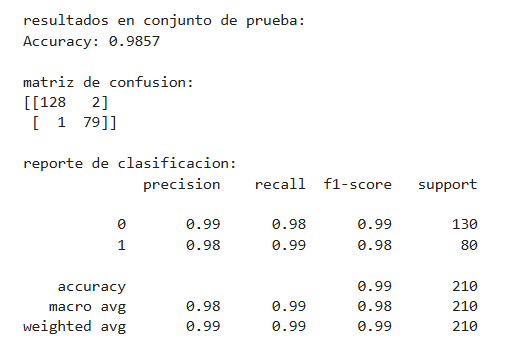 resultados en conjunto de prueba:
Accuracy: 0.9857
matriz de confusion:
[[128   2]
 [  1  79]]
reporte de clasificacion:
              precision    recall  f1-score   support
           0       0.99      0.98      0.99       130
           1       0.98      0.99      0.98        80
    accuracy                           0.99       210
   macro avg       0.98      0.99      0.98       210
weighted avg       0.99      0.99      0.99       210